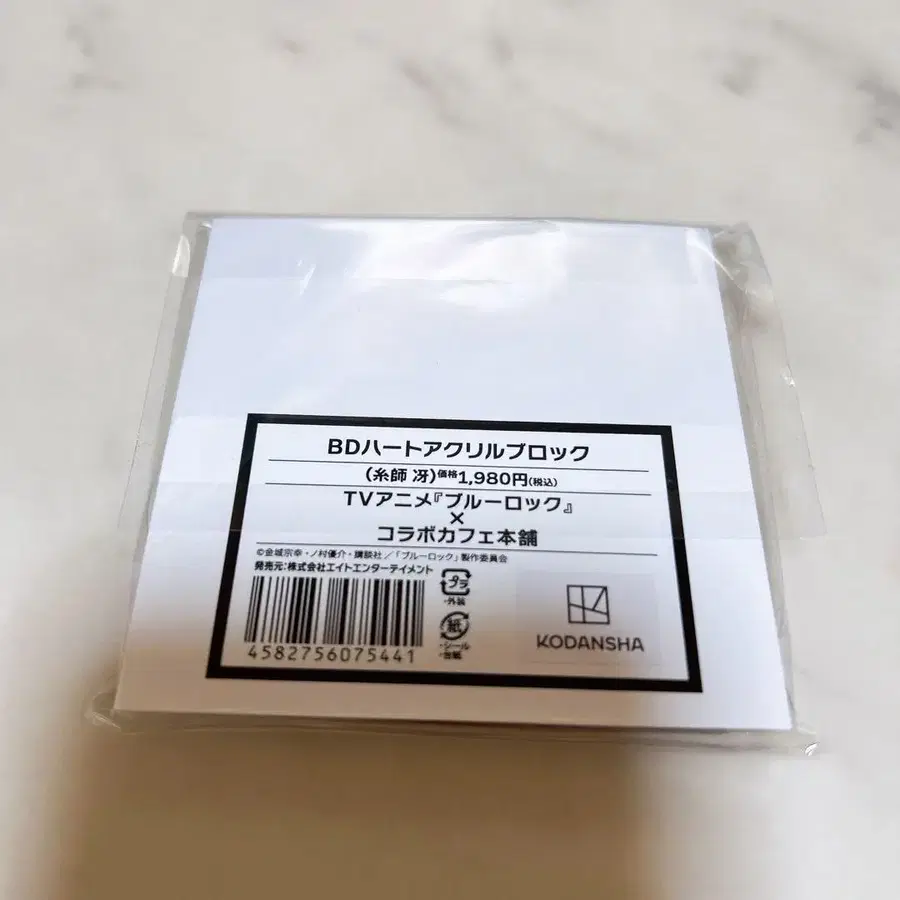 BDハートアクリルブロック
(糸師 冴)価格1,980円(税込)
TVアニメ『ブルーロック』
×
コラボカフェ本舗
©金城宗幸・ノ村優介・講談社／「ブルーロック」製作委員会
発売元:株式会社エイトエンターテイメント
プラ
・外装
紙
・シール
・台紙
4582756075441
KODANSHA